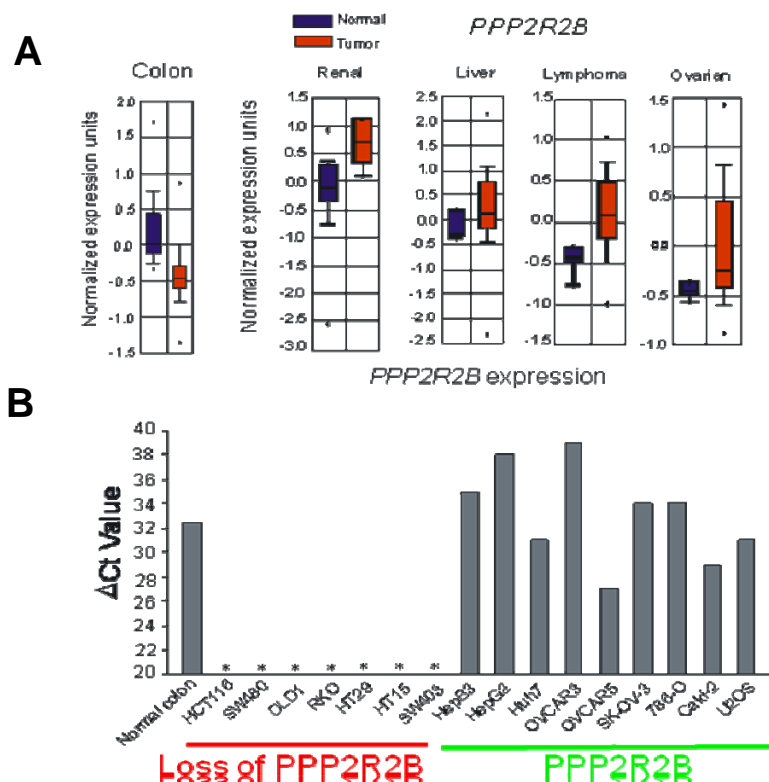 A
Normal
Tumor
PPP2R2B
Colon
Renal
Liver
Lymphoma
Ovarian
Normalized expression units
2.0
1.5
1.0
0.5
0.0
-0.5
-1.0
-1.5
Normalized expression units
1.5
1.0
0.5
0.0
-0.5
-1.0
-1.5
-2.0
-2.5
-3.0
2.5
2.0
1.5
1.0
0.5
0.0
-0.5
-1.0
-1.5
-2.0
-2.5
1.5
1.0
0.5
0.0
-0.5
-1.0
-1.5
1.5
1.0
0.5
0.0
-0.5
-1.0
PPP2R2B expression
B
ΔCt Value
40
38
36
34
32
30
28
26
24
22
20
* * * * * * *
Normal colon
HCT116
SW480
DLD1
RKO
HT29
HT15
SW403
Hep3B
HepG2
Huh7
OVCAR3
OVCAR5
SK-OV-3
786-O
Caki-2
U2OS
Loss of PPP2R2B
PPP2R2B